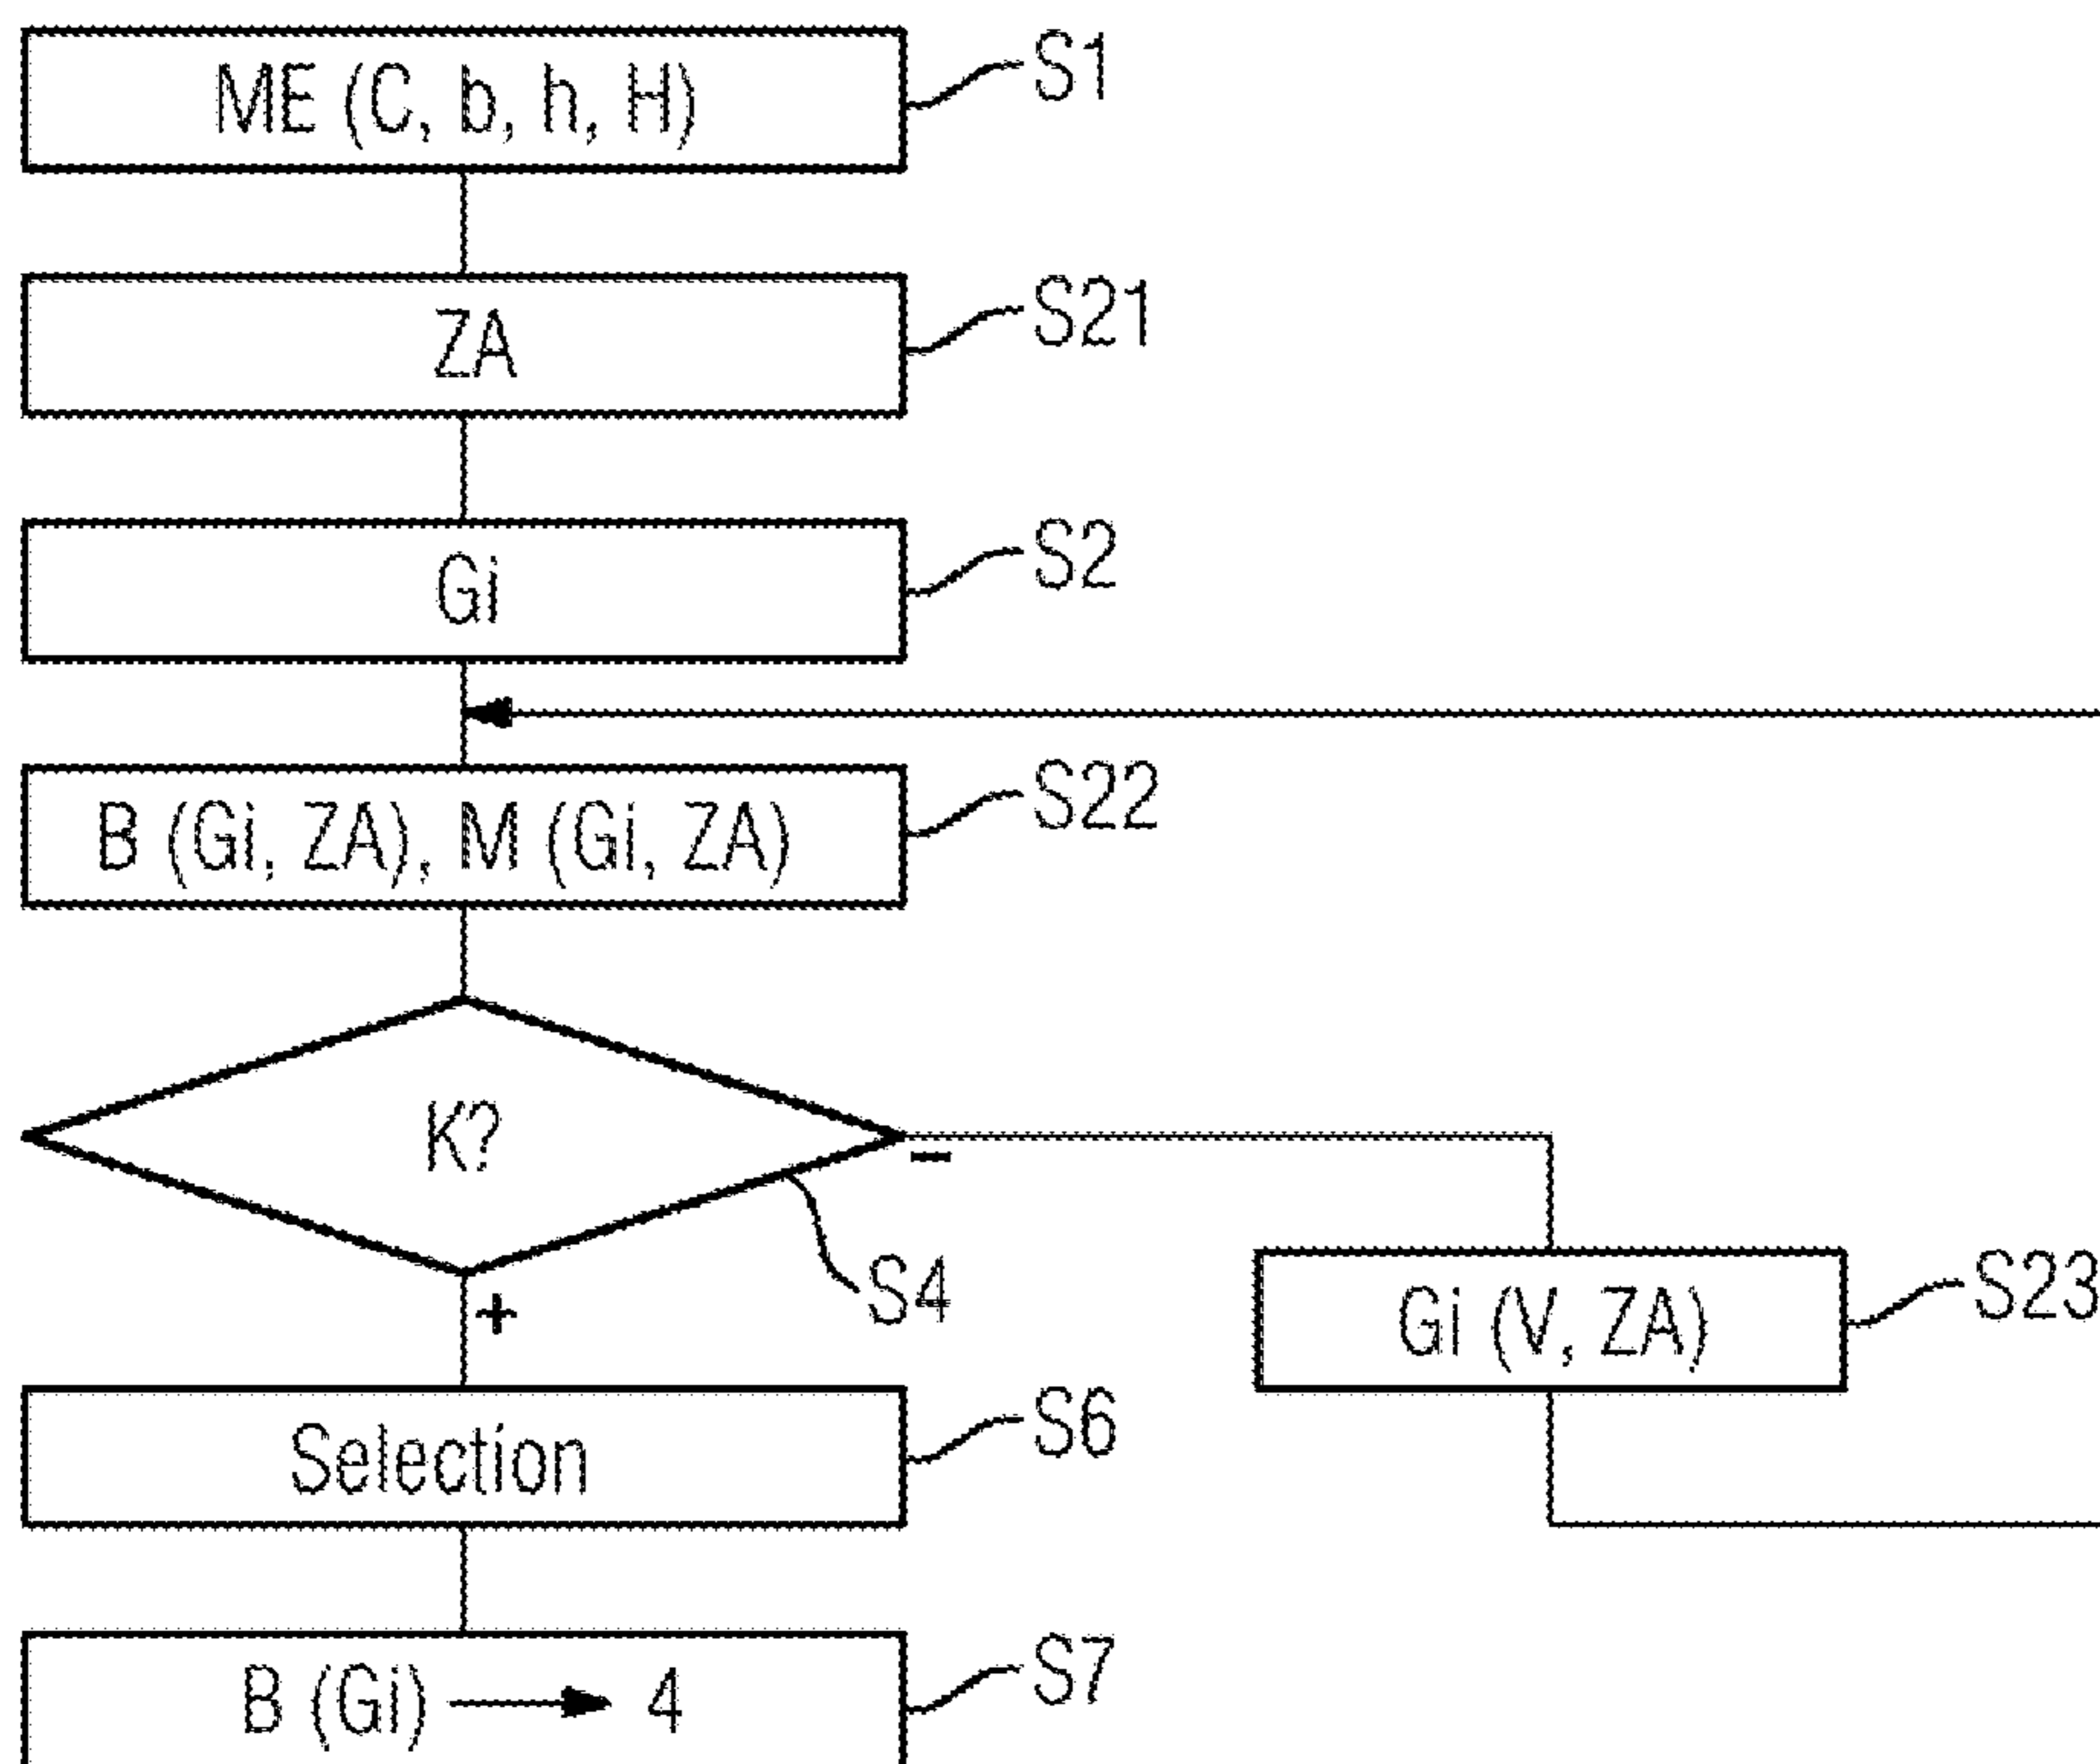 ME (C, b, h, H)
S1
ZA
S21
Gi
S2
B (Gi, ZA), M (Gi, ZA)
S22
K?
-
S4
+
Gi (V, ZA)
S23
Selection
S6
B (Gi) → 4
S7